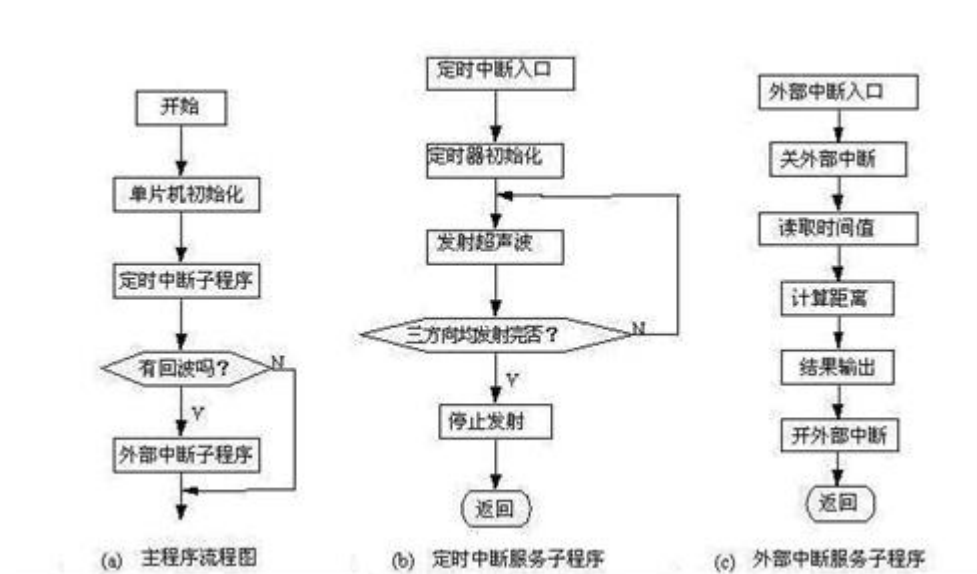 开始
单片机初始化
定时中断子程序
有回波吗？
N
Y
外部中断子程序
(a) 主程序流程图
定时中断入口
定时器初始化
发射超声波
三方向均发射完否？
N
Y
停止发射
返回
(b) 定时中断服务子程序
外部中断入口
关外部中断
读取时间值
计算距离
结果输出
开外部中断
返回
(c) 外部中断服务子程序